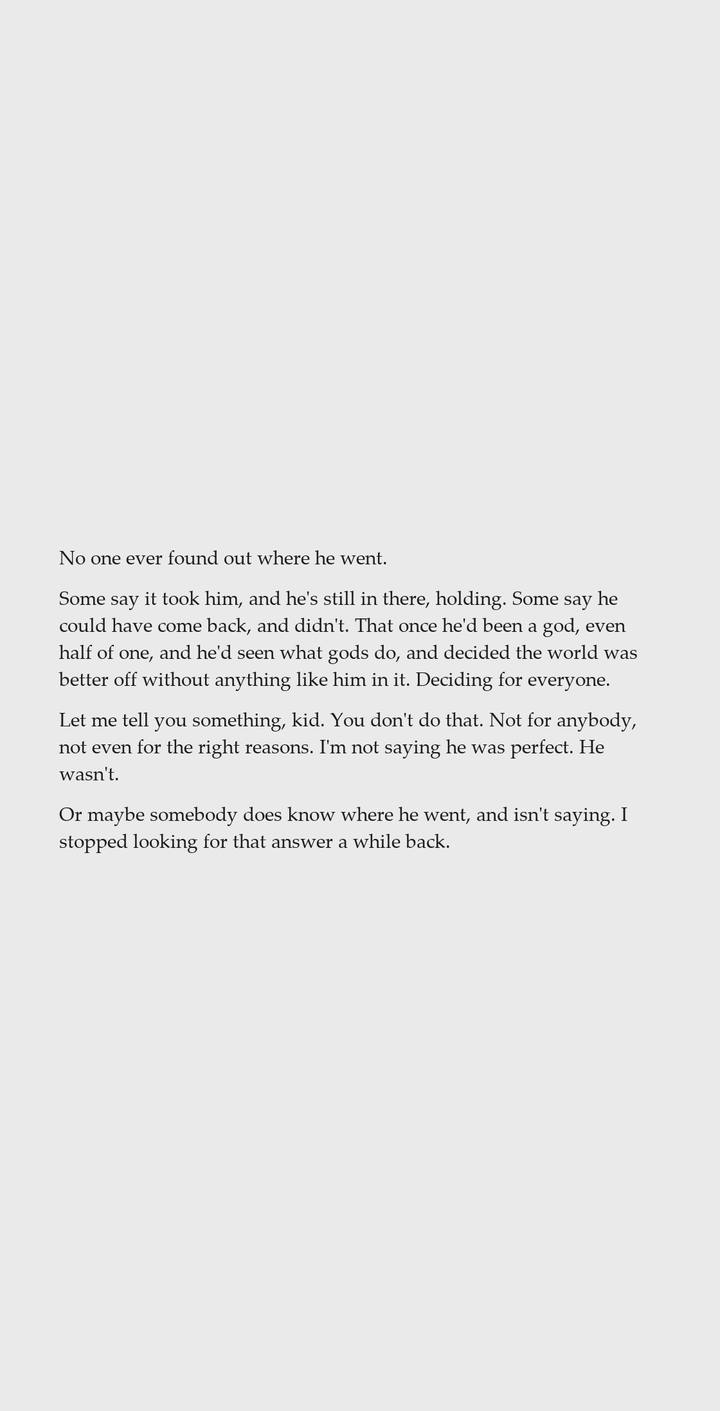 No one ever found out where he went.
Some say it took him, and he's still in there, holding. Some say he
could have come back, and didn't. That once he'd been a god, even
half of one, and he'd seen what gods do, and decided the world was
better off without anything like him in it. Deciding for everyone.
Let me tell you something, kid. You don't do that. Not for anybody,
not even for the right reasons. I'm not saying he was perfect. He
wasn't.
Or maybe somebody does know where he went, and isn't saying. I
stopped looking for that answer a while back.